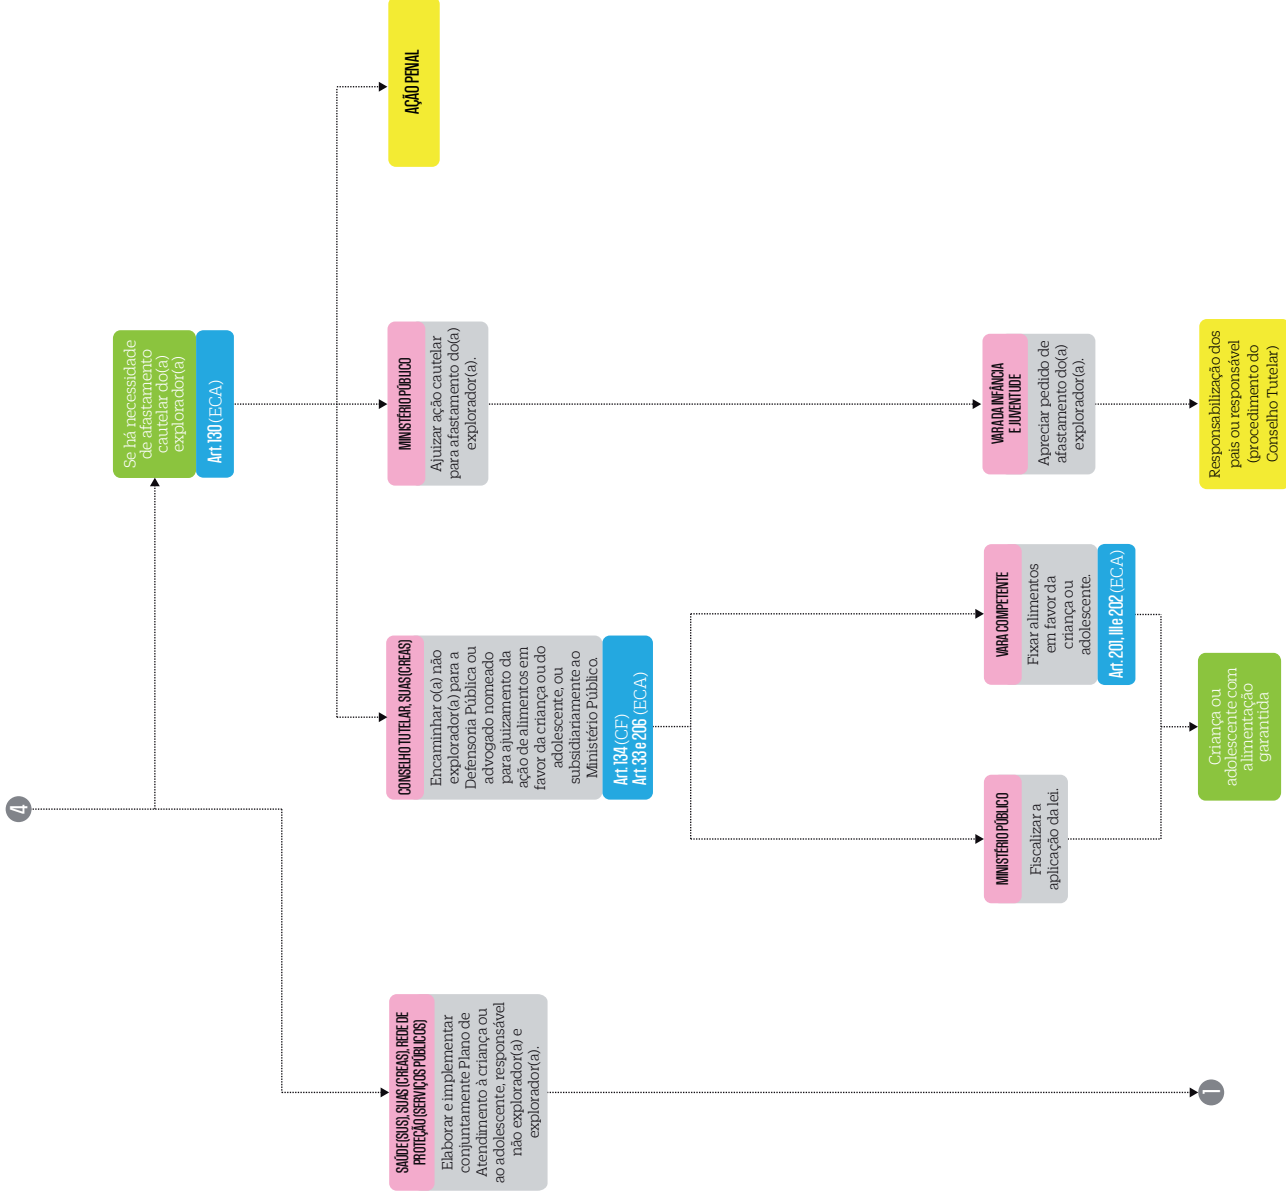 4
Se há necessidade
de afastamento
cautelar do(a)
explorador(a)
Art.130 (ECA)
SAÚDE(SUS), SUAS (CREAS), REDE DE
PROTEÇÃO (SERVIÇOS PÚBLICOS)
Elaborar e implementar
conjuntamente Plano de
Atendimento à criança ou
ao adolescente, responsável
não explorador(a) e
explorador(a).
CONSELHO TUTELAR, SUAS(CREAS)
Encaminhar o(a) não
explorador(a) para a
Defensoria Pública ou
advogado nomeado
para ajuizamento da
ação de alimentos em
favor da criança ou do
adolescente, ou
subsidiariamente ao
Ministério Público.
Art.134 (CF)
Art. 33 e 206 (ECA)
MINISTÉRIO PÚBLICO
Ajuizar ação cautelar
para afastamento do(a)
explorador(a).
AÇÃO PENAL
MINISTÉRIO PÚBLICO
Fiscalizar a
aplicação da lei.
VARA COMPETENTE
Fixar alimentos
em favor da
criança ou
adolescente.
Art. 201, III e 202 (ECA)
VARA DA INFÂNCIA
E JUVENTUDE
Apreciar pedido de
afastamento do(a)
explorador(a).
1
Criança ou
adolescente com
alimentação
garantida
Responsabilização dos
pais ou responsável
(procedimento do
Conselho Tutelar)